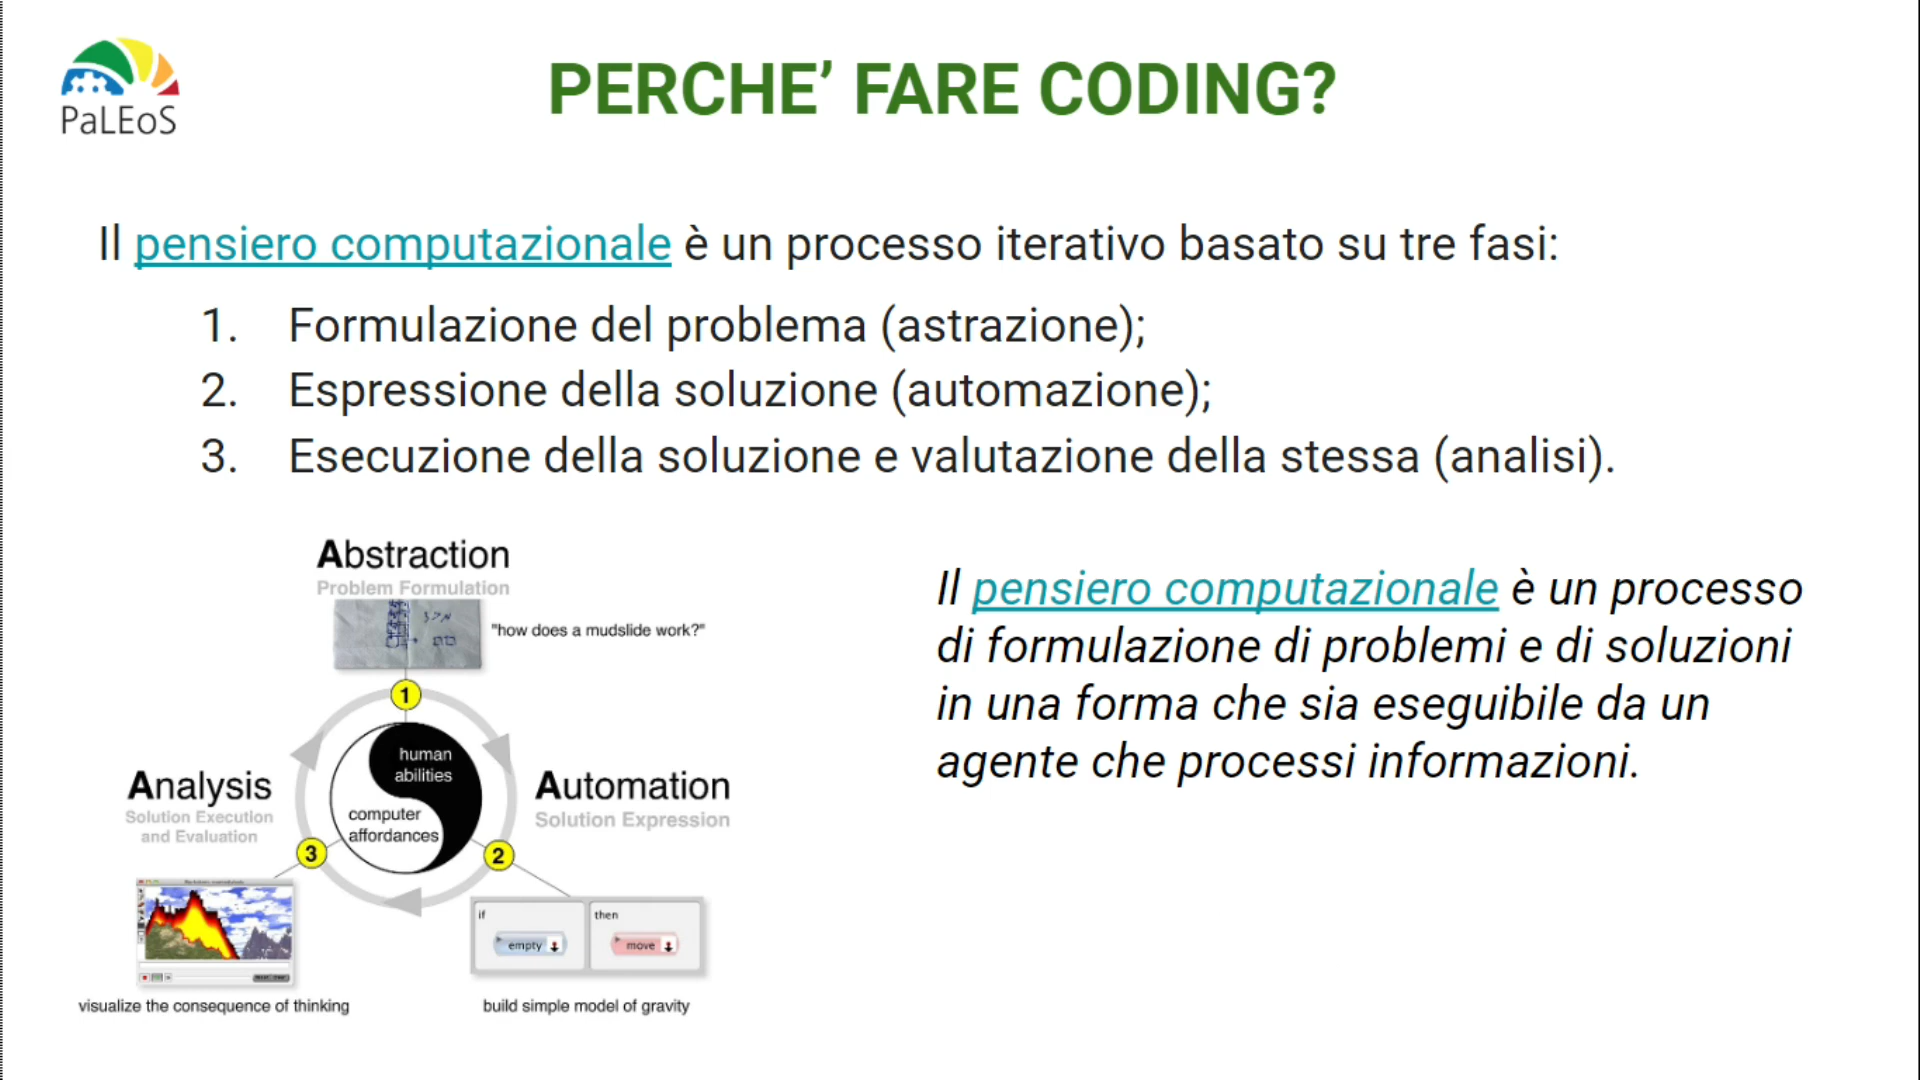 PaLEoS
PERCHE’ FARE CODING?
Il pensiero computazionale è un processo iterativo basato su tre fasi:
1. Formulazione del problema (astrazione);
2. Espressione della soluzione (automazione);
3. Esecuzione della soluzione e valutazione della stessa (analisi).
Abstraction
Problem Formulation
"how does a mudslide work?"
1
human
abilities
computer
affordances
Analysis
Solution Execution
and Evaluation
3
Automation
Solution Expression
2
if
then
empty
move
visualize the consequence of thinking
build simple model of gravity
Il pensiero computazionale è un processo
di formulazione di problemi e di soluzioni
in una forma che sia eseguibile da un
agente che processi informazioni.